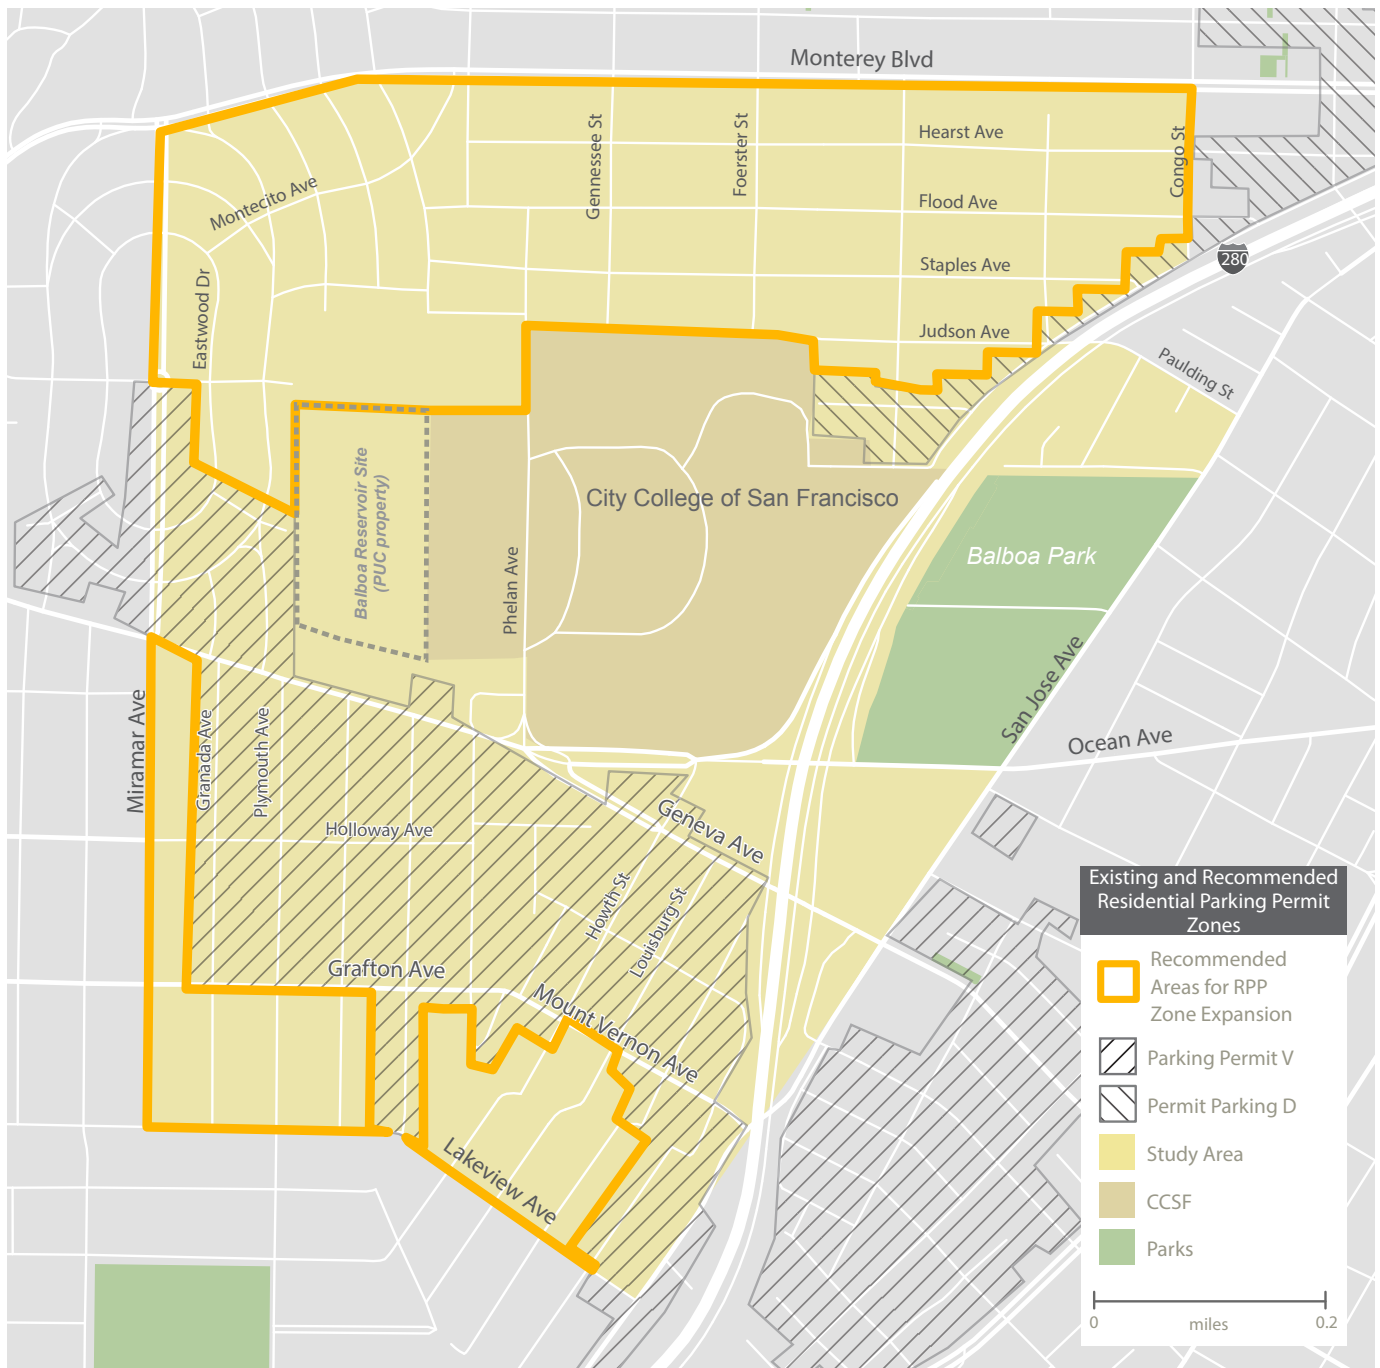 Monterey Blvd
Hearst Ave
Gennessee St
Foerster St
Congo St
Montecito Ave
Flood Ave
280
Staples Ave
Eastwood Dr
Judson Ave
Paulding St
City College of San Francisco
Balboa Reservoir Site
(PUC property)
Balboa Park
Phelan Ave
San Jose Ave
Miramar Ave
Granada Ave
Plymouth Ave
Ocean Ave
Holloway Ave
Geneva Ave
Howth St
Louisburg St
Grafton Ave
Mount Vernon Ave
Lakeview Ave
Existing and Recommended
Residential Parking Permit
Zones
Recommended
Areas for RPP
Zone Expansion
Parking Permit V
Permit Parking D
Study Area
CCSF
Parks
0
miles
0.2